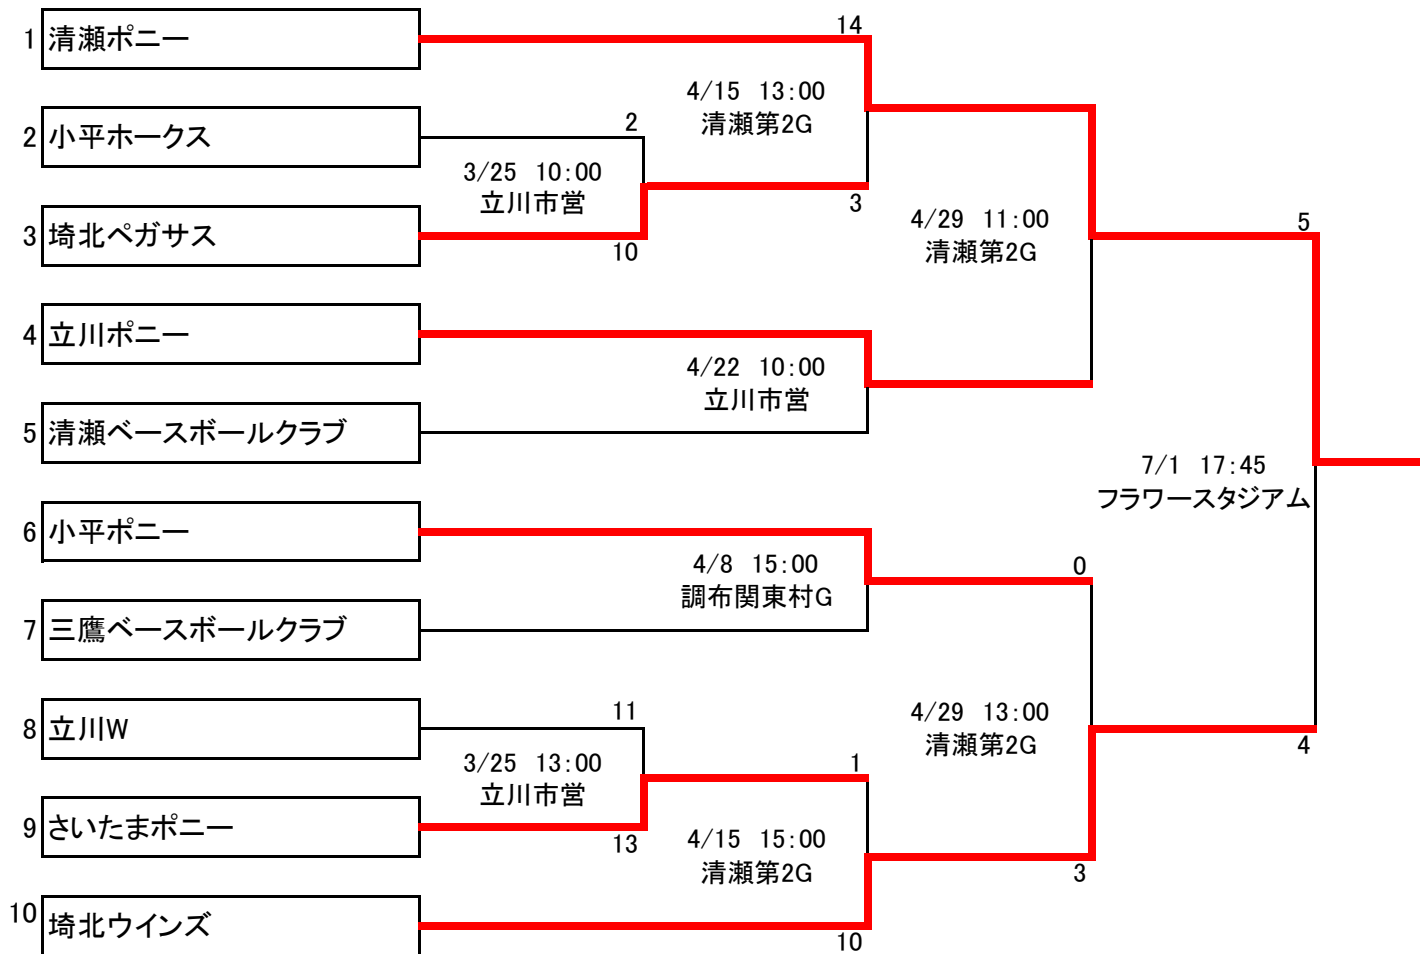 14
1 清瀬ポニー
4/15 13:00
清瀬第2G
2
2 小平ホークス
3/25 10:00
立川市営
3
4/29 11:00
清瀬第2G
5
3 埼北ペガサス
10
4 立川ポニー
4/22 10:00
立川市営
5 清瀬ベースボールクラブ
7/1 17:45
フラワースタジアム
6 小平ポニー
4/8 15:00
調布関東村G
0
7 三鷹ベースボールクラブ
11
8 立川W
4/29 13:00
清瀬第2G
4
3/25 13:00
立川市営
1
9 さいたまポニー
13
4/15 15:00
清瀬第2G
3
10 埼北ウインズ
10